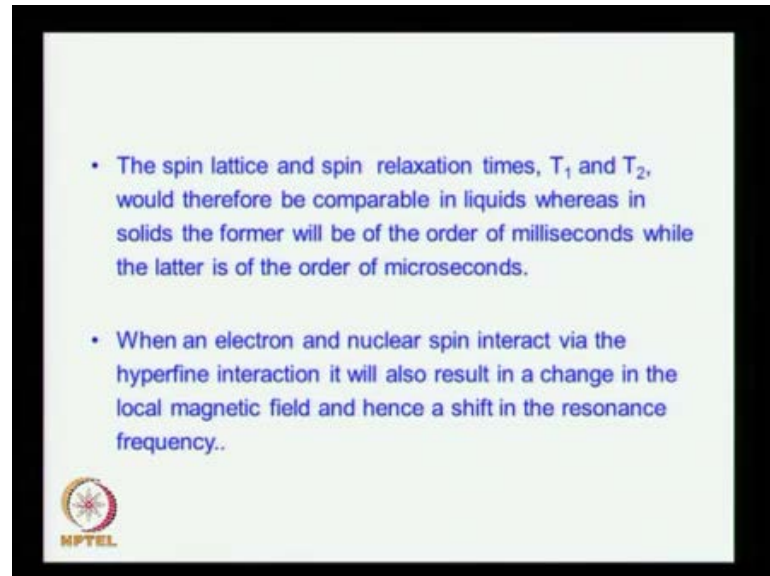 • The spin lattice and spin relaxation times, T₁ and T₂,
would therefore be comparable in liquids whereas in
solids the former will be of the order of milliseconds while
the latter is of the order of microseconds.
• When an electron and nuclear spin interact via the
hyperfine interaction it will also result in a change in the
local magnetic field and hence a shift in the resonance
frequency..
NPTEL